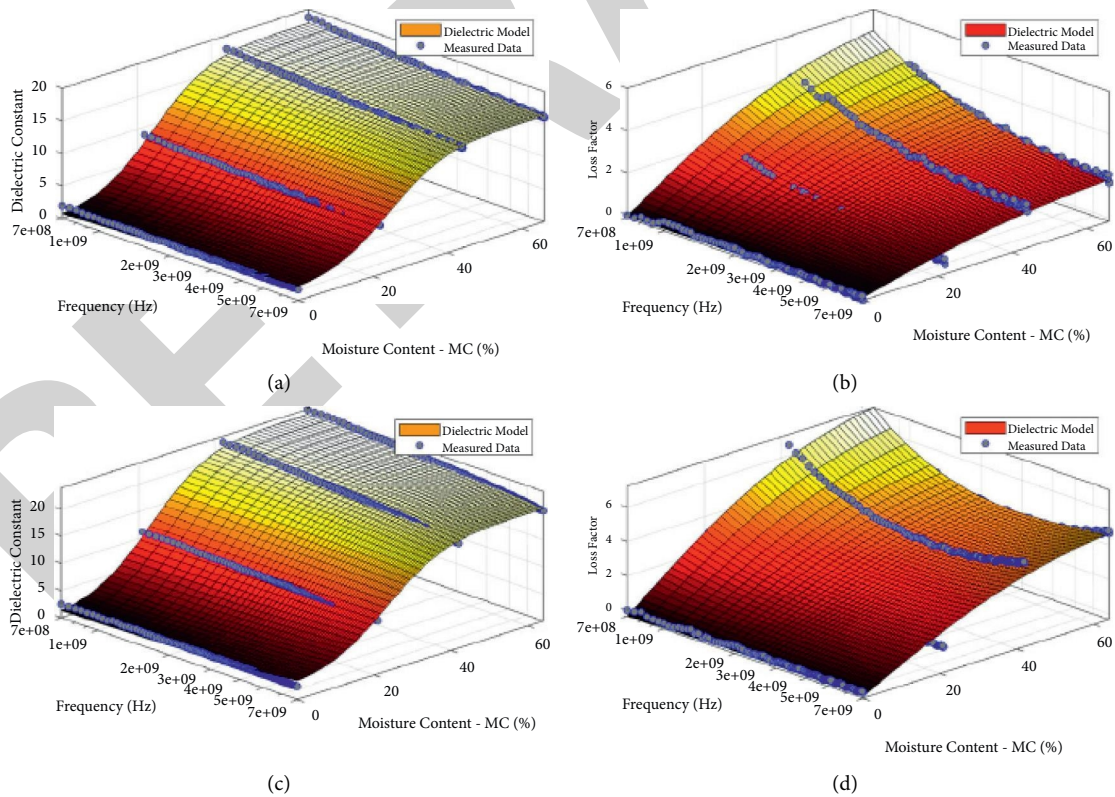 Dielectric Model
Measured Data
20
15
10
5
0
Dielectric Constant
7e+08
1e+09
2e+09
3e+09
4e+09
5e+09
7e+09
Frequency (Hz)
0
20
40
60
Moisture Content - MC (%)
(a)
Dielectric Model
Measured Data
6
4
2
0
Loss Factor
7e+08
1e+09
2e+09
3e+09
4e+09
5e+09
7e+09
Frequency (Hz)
0
20
40
60
Moisture Content - MC (%)
(b)
Dielectric Model
Measured Data
20
15
10
5
0
Dielectric Constant
7e+08
1e+09
2e+09
3e+09
4e+09
5e+09
7e+09
Frequency (Hz)
0
20
40
60
Moisture Content - MC (%)
(c)
Dielectric Model
Measured Data
6
4
2
0
Loss Factor
7e+08
1e+09
2e+09
3e+09
4e+09
5e+09
7e+09
Frequency (Hz)
0
20
40
60
Moisture Content - MC (%)
(d)